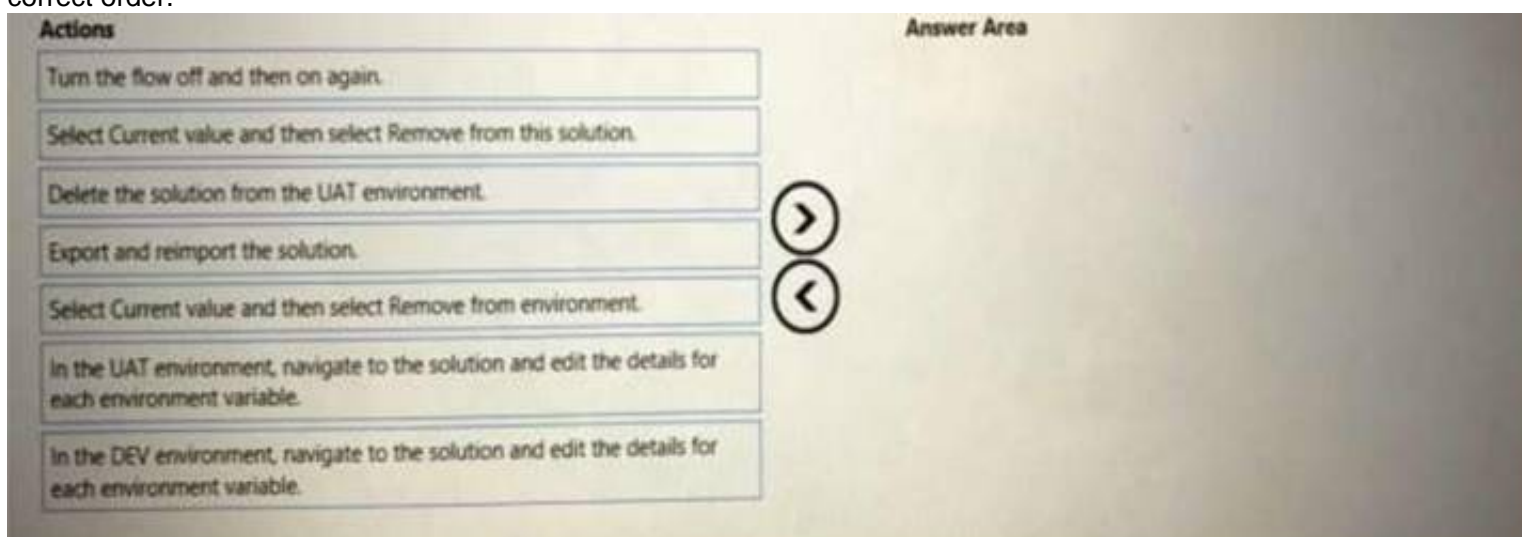 correct order.
Actions
Answer Area
Turn the flow off and then on again.
Select Current value and then select Remove from this solution.
Delete the solution from the UAT environment.
Export and reimport the solution.
Select Current value and then select Remove from environment.
In the UAT environment, navigate to the solution and edit the details for
each environment variable.
In the DEV environment, navigate to the solution and edit the details for
each environment variable.